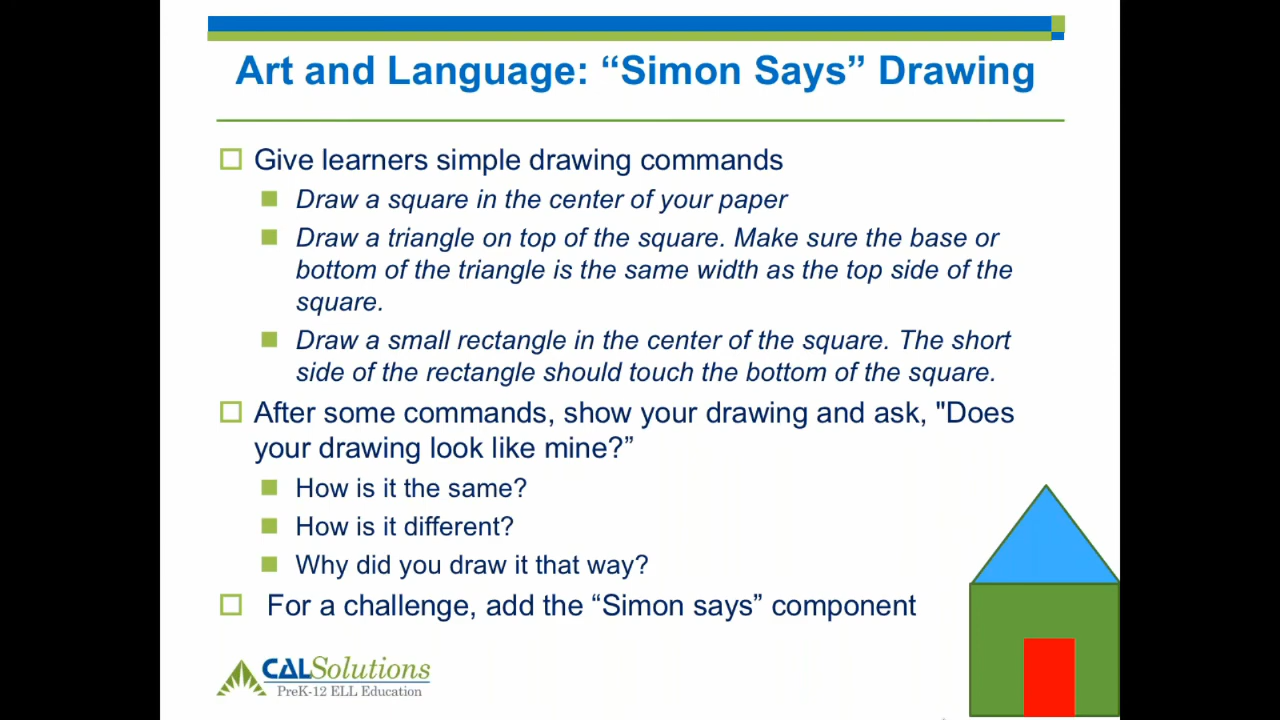 Art and Language: “Simon Says” Drawing
Give learners simple drawing commands
Draw a square in the center of your paper
Draw a triangle on top of the square. Make sure the base or
bottom of the triangle is the same width as the top side of the
square.
Draw a small rectangle in the center of the square. The short
side of the rectangle should touch the bottom of the square.
After some commands, show your drawing and ask, "Does
your drawing look like mine?”
How is it the same?
How is it different?
Why did you draw it that way?
For a challenge, add the “Simon says” component
CALSolutions
PreK-12 ELL Education